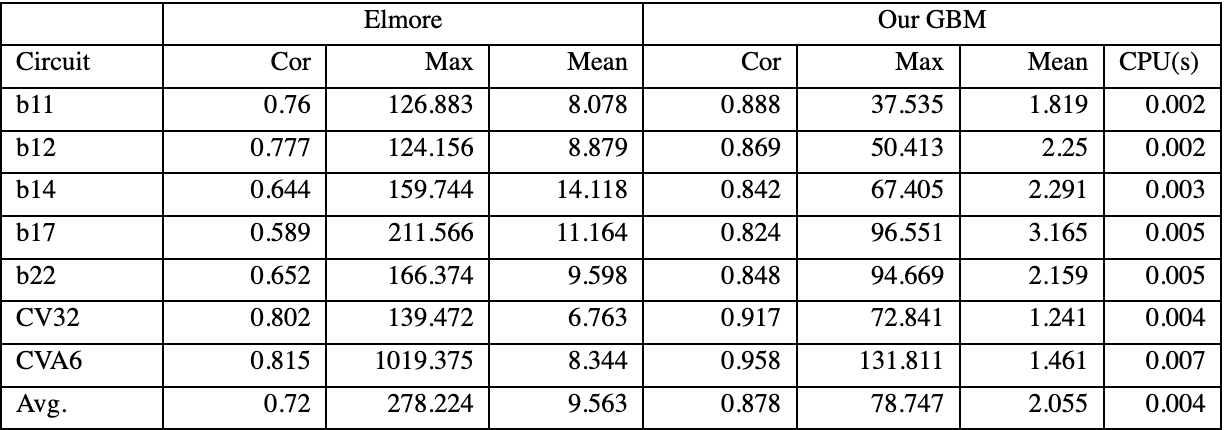 Elmore Our GBM
Circuit Cor Max Mean Cor Max Mean CPU(s)
b11 0.76 126.883 8.078 0.888 37.535 1.819 0.002
b12 0.777 124.156 8.879 0.869 50.413 2.25 0.002
b14 0.644 159.744 14.118 0.842 67.405 2.291 0.003
b17 0.589 211.566 11.164 0.824 96.551 3.165 0.005
b22 0.652 166.374 9.598 0.848 94.669 2.159 0.005
CV32 0.802 139.472 6.763 0.917 72.841 1.241 0.004
CVA6 0.815 1019.375 8.344 0.958 131.811 1.461 0.007
Avg. 0.72 278.224 9.563 0.878 78.747 2.055 0.004